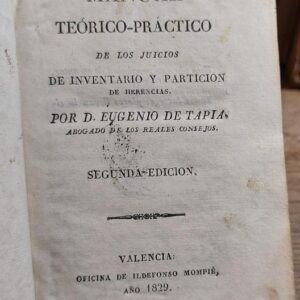 MANUAL
TEÓRICO-PRÁCTICO
DE LOS JUICIOS
DE INVENTARIO Y PARTICION
DE HERENCIAS.
POR D. EUGENIO DE TAPIA,
ABOGADO DE LOS REALES CONSEJOS.
SEGUNDA EDICION.
VALENCIA:
OFICINA DE ILDEFONSO MOMPIÉ,
AÑO 1829.